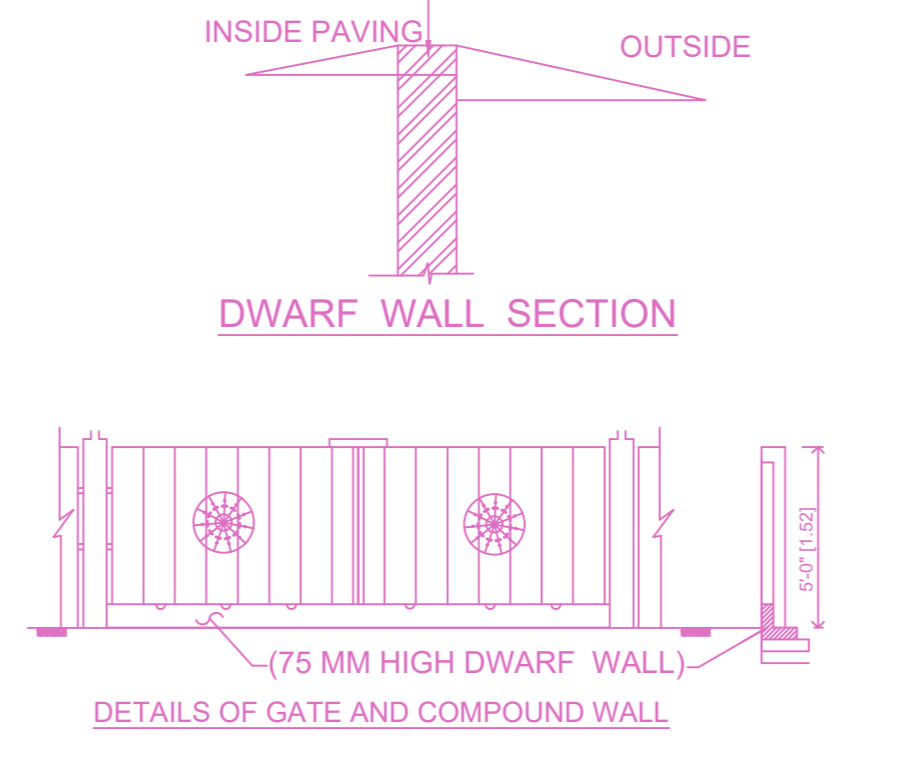 INSIDE PAVING
OUTSIDE
DWARF WALL SECTION
5'-0" [1.52]
(75 MM HIGH DWARF WALL)
DETAILS OF GATE AND COMPOUND WALL